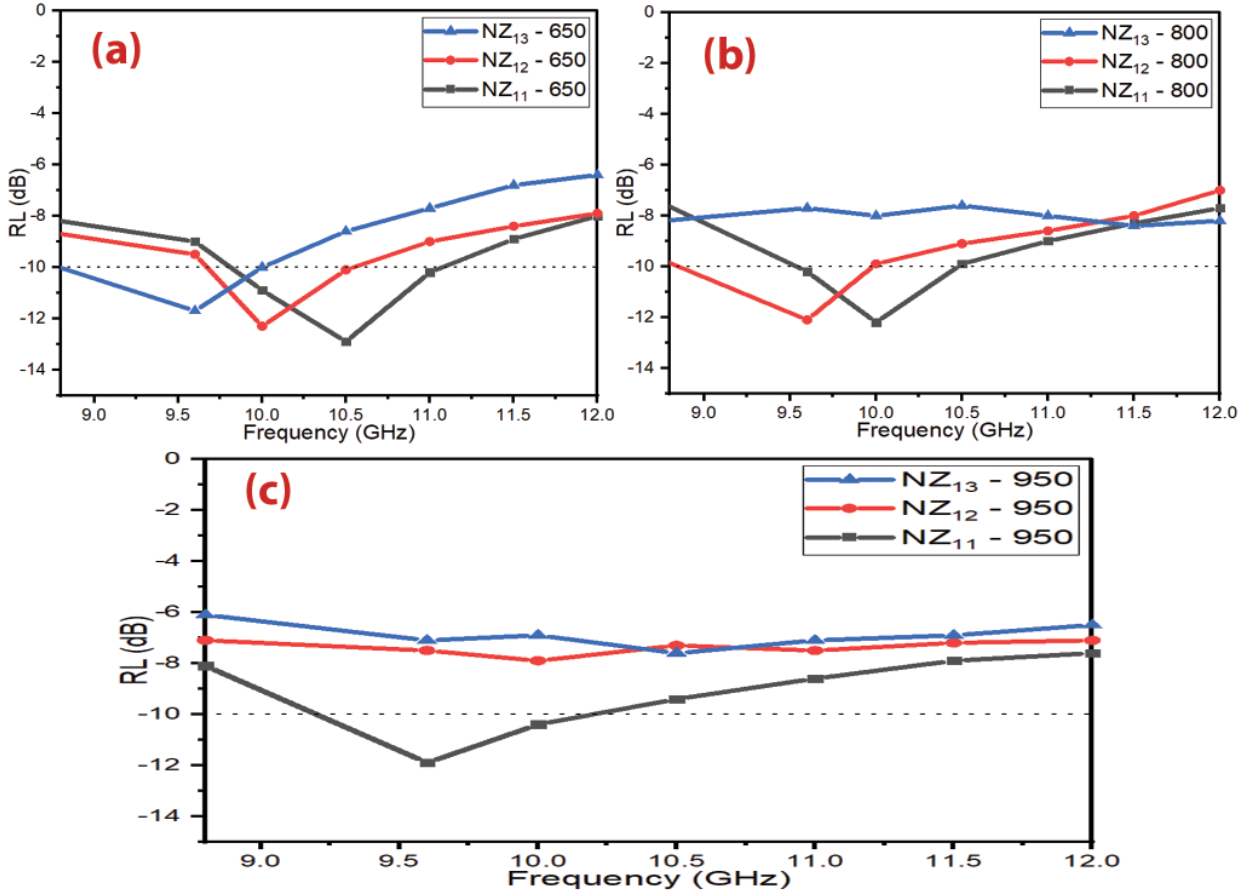 (a)
NZ13 - 650
NZ12 - 650
NZ11 - 650
RL (dB)
0
-2
-4
-6
-8
-10
-12
-14
9.0 9.5 10.0 10.5 11.0 11.5 12.0
Frequency (GHz)
(b)
NZ13 - 800
NZ12 - 800
NZ11 - 800
RL (dB)
0
-2
-4
-6
-8
-10
-12
-14
9.0 9.5 10.0 10.5 11.0 11.5 12.0
Frequency (GHz)
(c)
NZ13 - 950
NZ12 - 950
NZ11 - 950
RL (dB)
0
-2
-4
-6
-8
-10
-12
-14
9.0 9.5 10.0 10.5 11.0 11.5 12.0
Frequency (GHz)